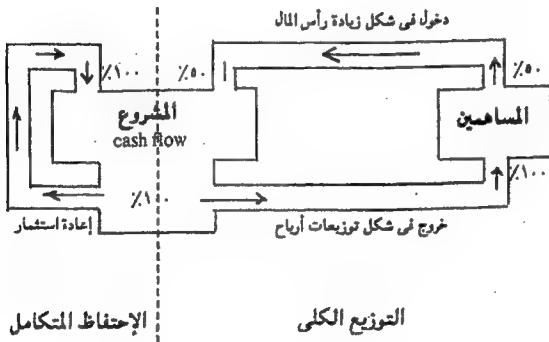 دخول فى شكل زيادة رأس المال
٪٥٠
٪٥٠
٪١٠٠
المساهمين
المشروع
cash flow
٪١٠٠
٪١٠٠
خروج فى شكل توزيعات أرباح
إعادة استثمار
التوزيع الكلى
الإحتفاظ المتكامل